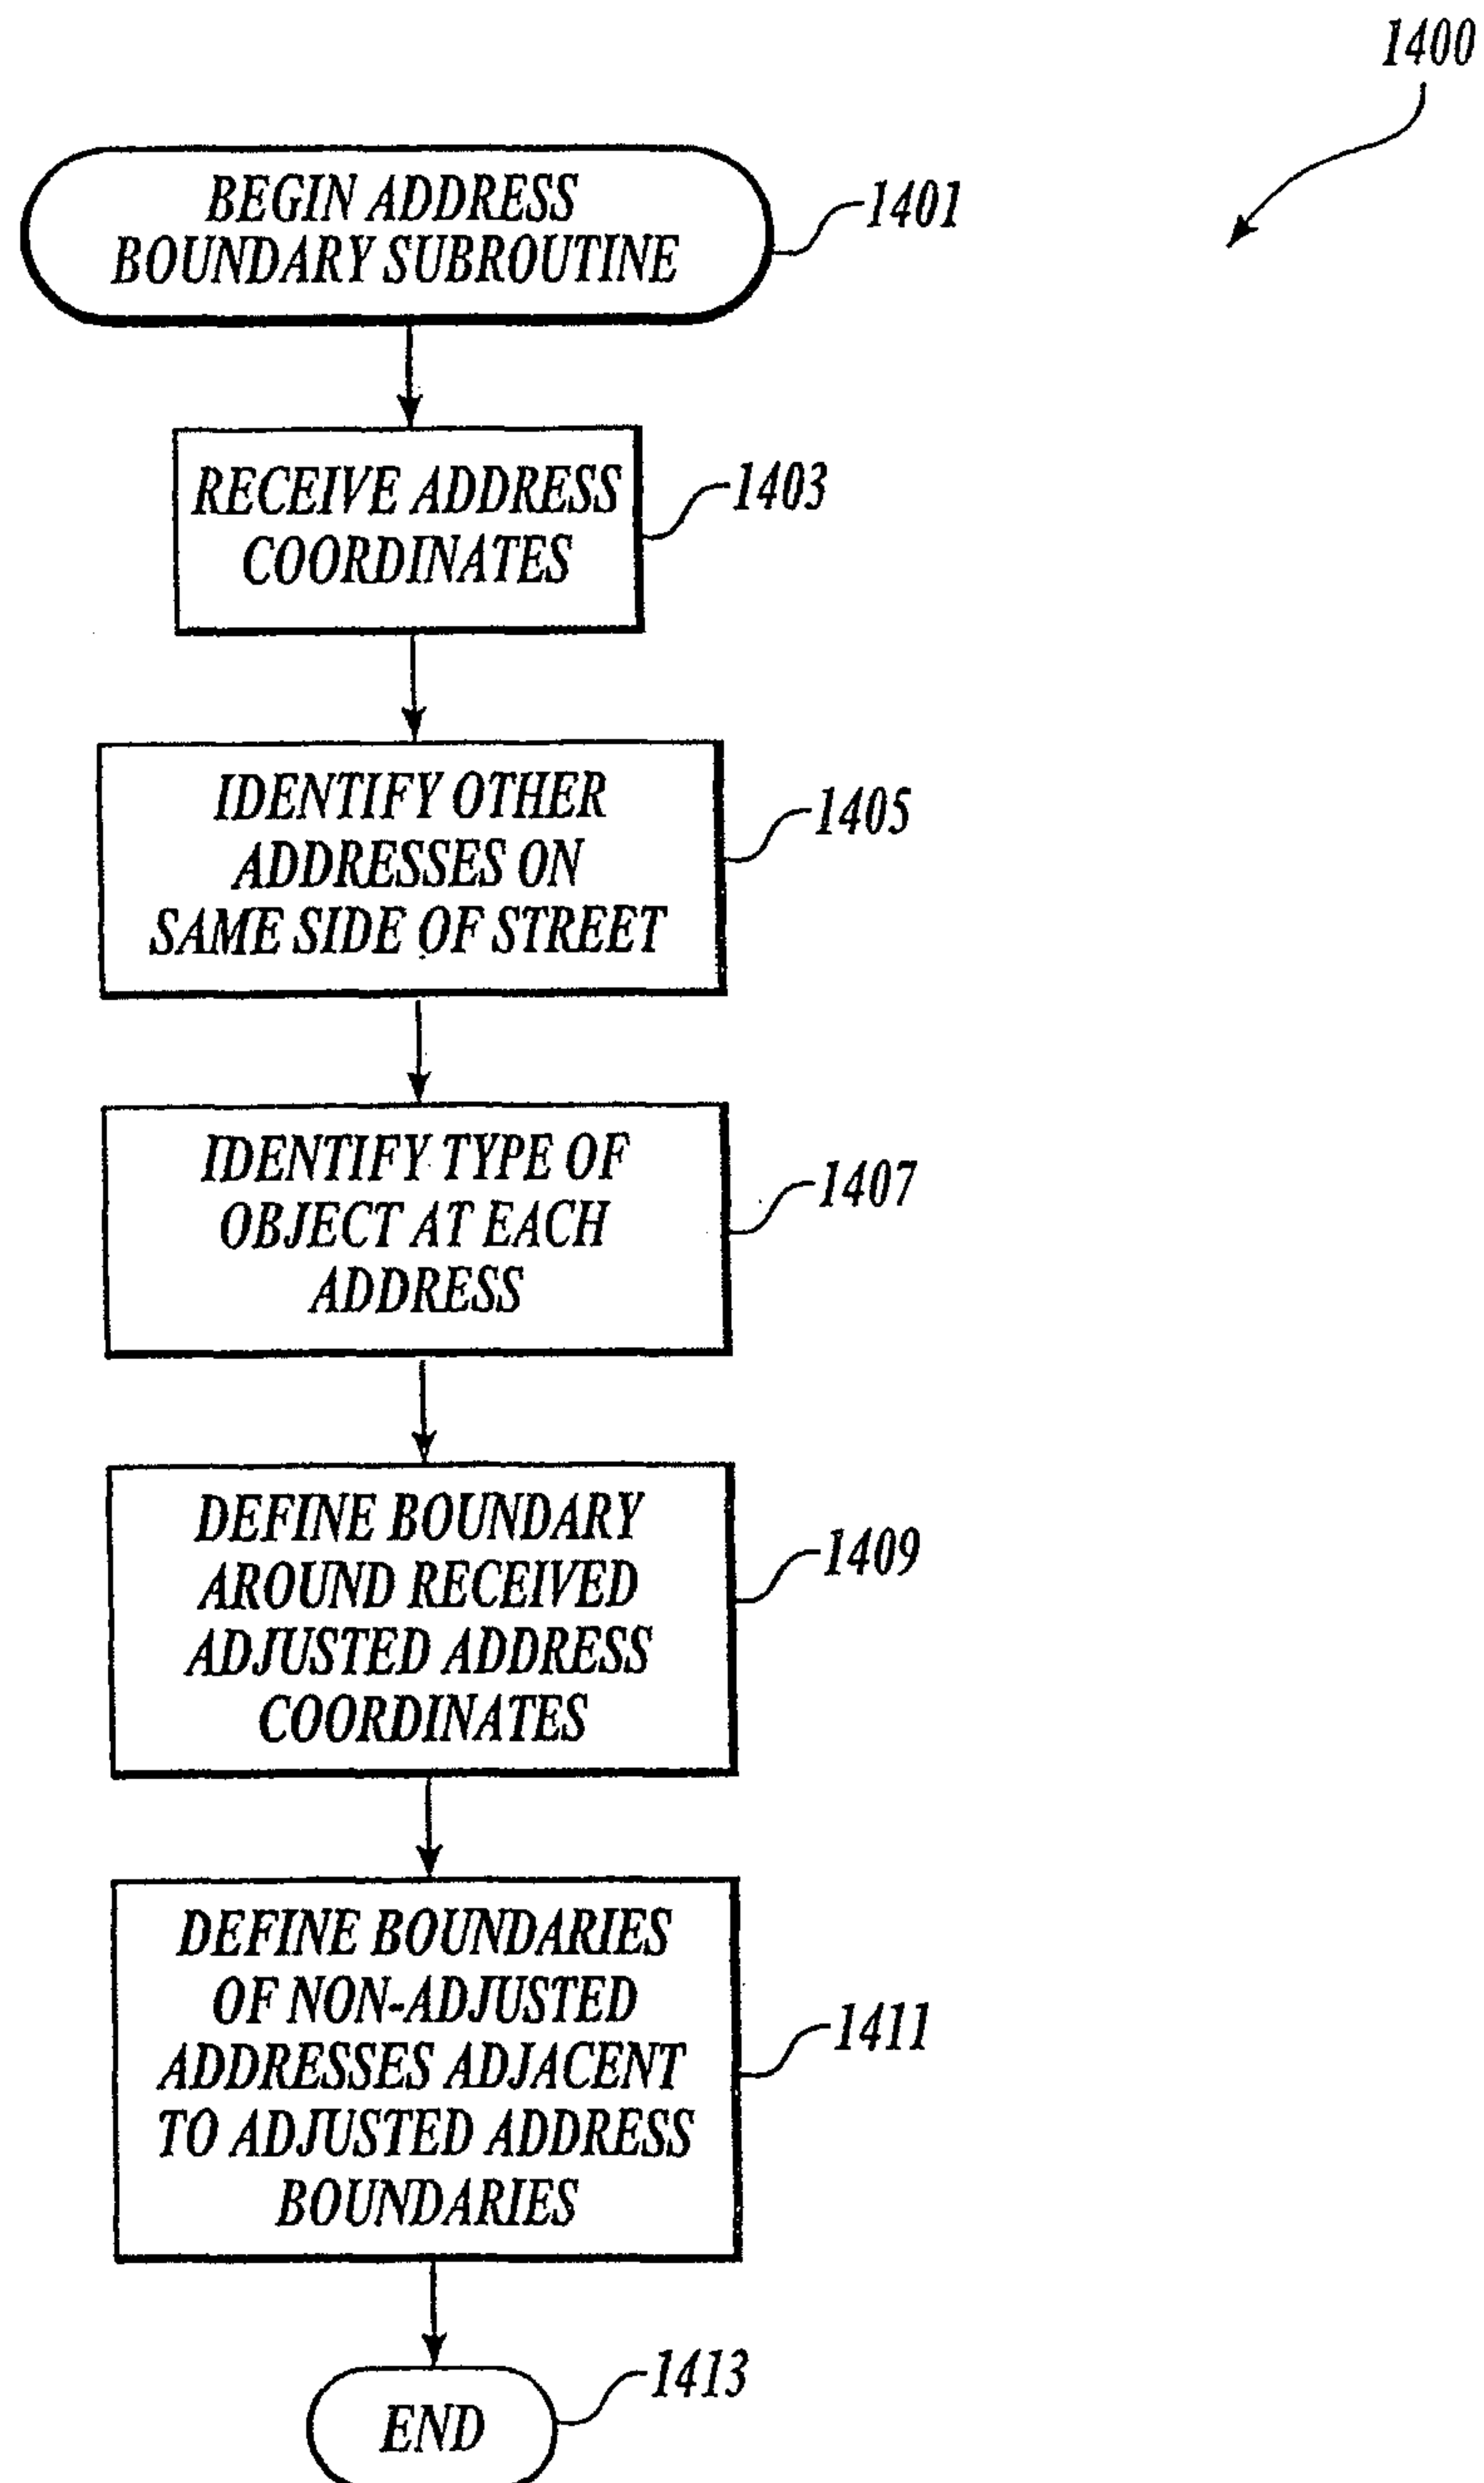 1400
BEGIN ADDRESS
BOUNDARY SUBROUTINE
1401
RECEIVE ADDRESS
COORDINATES
1403
IDENTIFY OTHER
ADDRESSES ON
SAME SIDE OF STREET
1405
IDENTIFY TYPE OF
OBJECT AT EACH
ADDRESS
1407
DEFINE BOUNDARY
AROUND RECEIVED
ADJUSTED ADDRESS
COORDINATES
1409
DEFINE BOUNDARIES
OF NON-ADJUSTED
ADDRESSES ADJACENT
TO ADJUSTED ADDRESS
BOUNDARIES
1411
END
1413